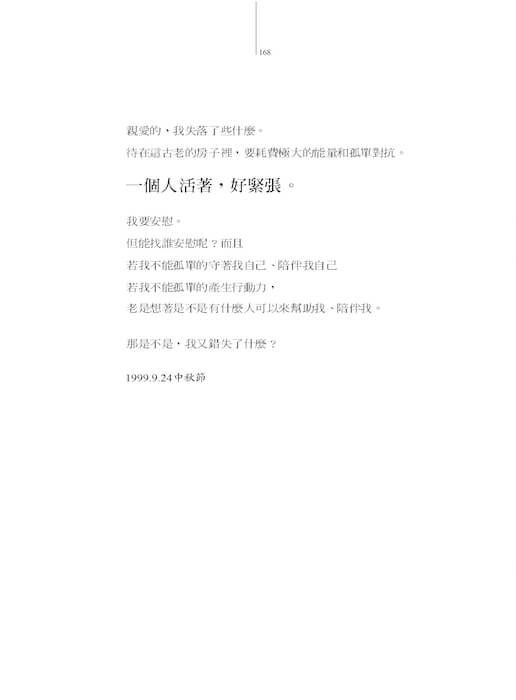 168
親愛的，我失落了些什麼。
待在這古老的房子裡，要耗費極大的能量和孤單對抗。
一個人活著，好緊張。
我要安慰。
但能找誰安慰呢？而且
若我不能孤單的守著我自己、陪伴我自己
若我不能孤單的產生行動力，
老是想著是不是有什麼人可以來幫助我、陪伴我。
那是不是，我又錯失了什麼？
1999.9.24中秋節